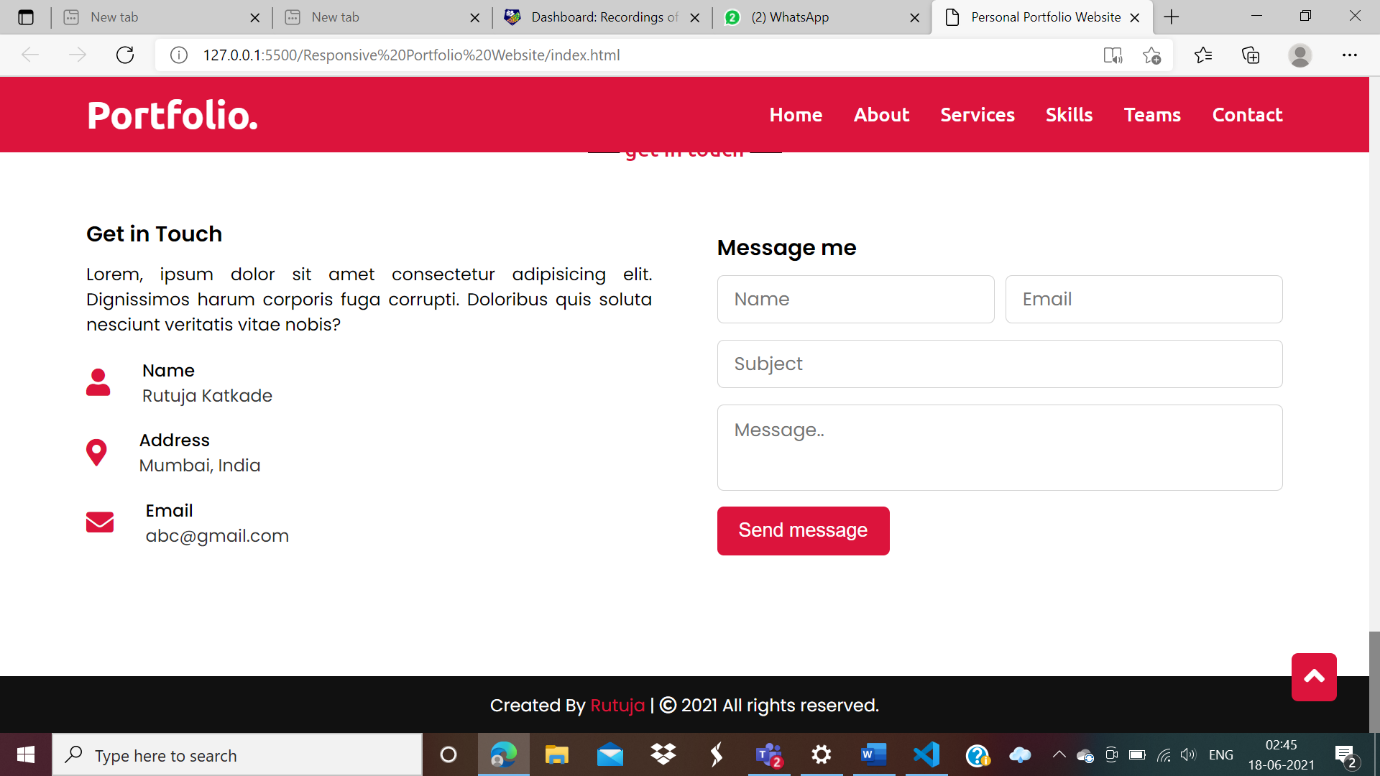 New tab
New tab
Dashboard: Recordings of
(2) WhatsApp
Personal Portfolio Website
127.0.0.1:5500/Responsive%20Portfolio%20Website/index.html
Portfolio.
Home About Services Skills Teams Contact
get in touch
Get in Touch
Lorem, ipsum dolor sit amet consectetur adipisicing elit.
Dignissimos harum corporis fuga corrupti. Doloribus quis soluta
nesciunt veritatis vitae nobis?
Name
Rutuja Katkade
Address
Mumbai, India
Email
abc@gmail.com
Message me
Name Email
Subject
Message..
Send message
Created By Rutuja | © 2021 All rights reserved.
Type here to search
ENG
02:45
18-06-2021
2